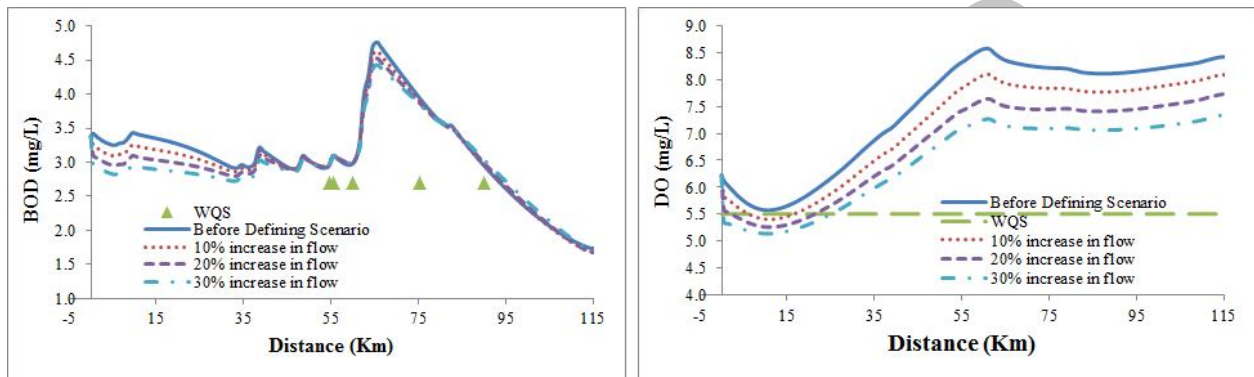 5.0
4.5
4.0
3.5
3.0
2.5
2.0
1.5
1.0
BOD (mg/L)
WQS
Before Defining Scenario
10% increase in flow
20% increase in flow
30% increase in flow
-5 15 35 55 75 95 115
Distance (Km)
9.0
8.5
8.0
7.5
7.0
6.5
6.0
5.5
5.0
4.5
4.0
DO (mg/L)
Before Defining Scenario
WQS
10% increase in flow
20% increase in flow
30% increase in flow
-5 15 35 55 75 95 115
Distance (Km)